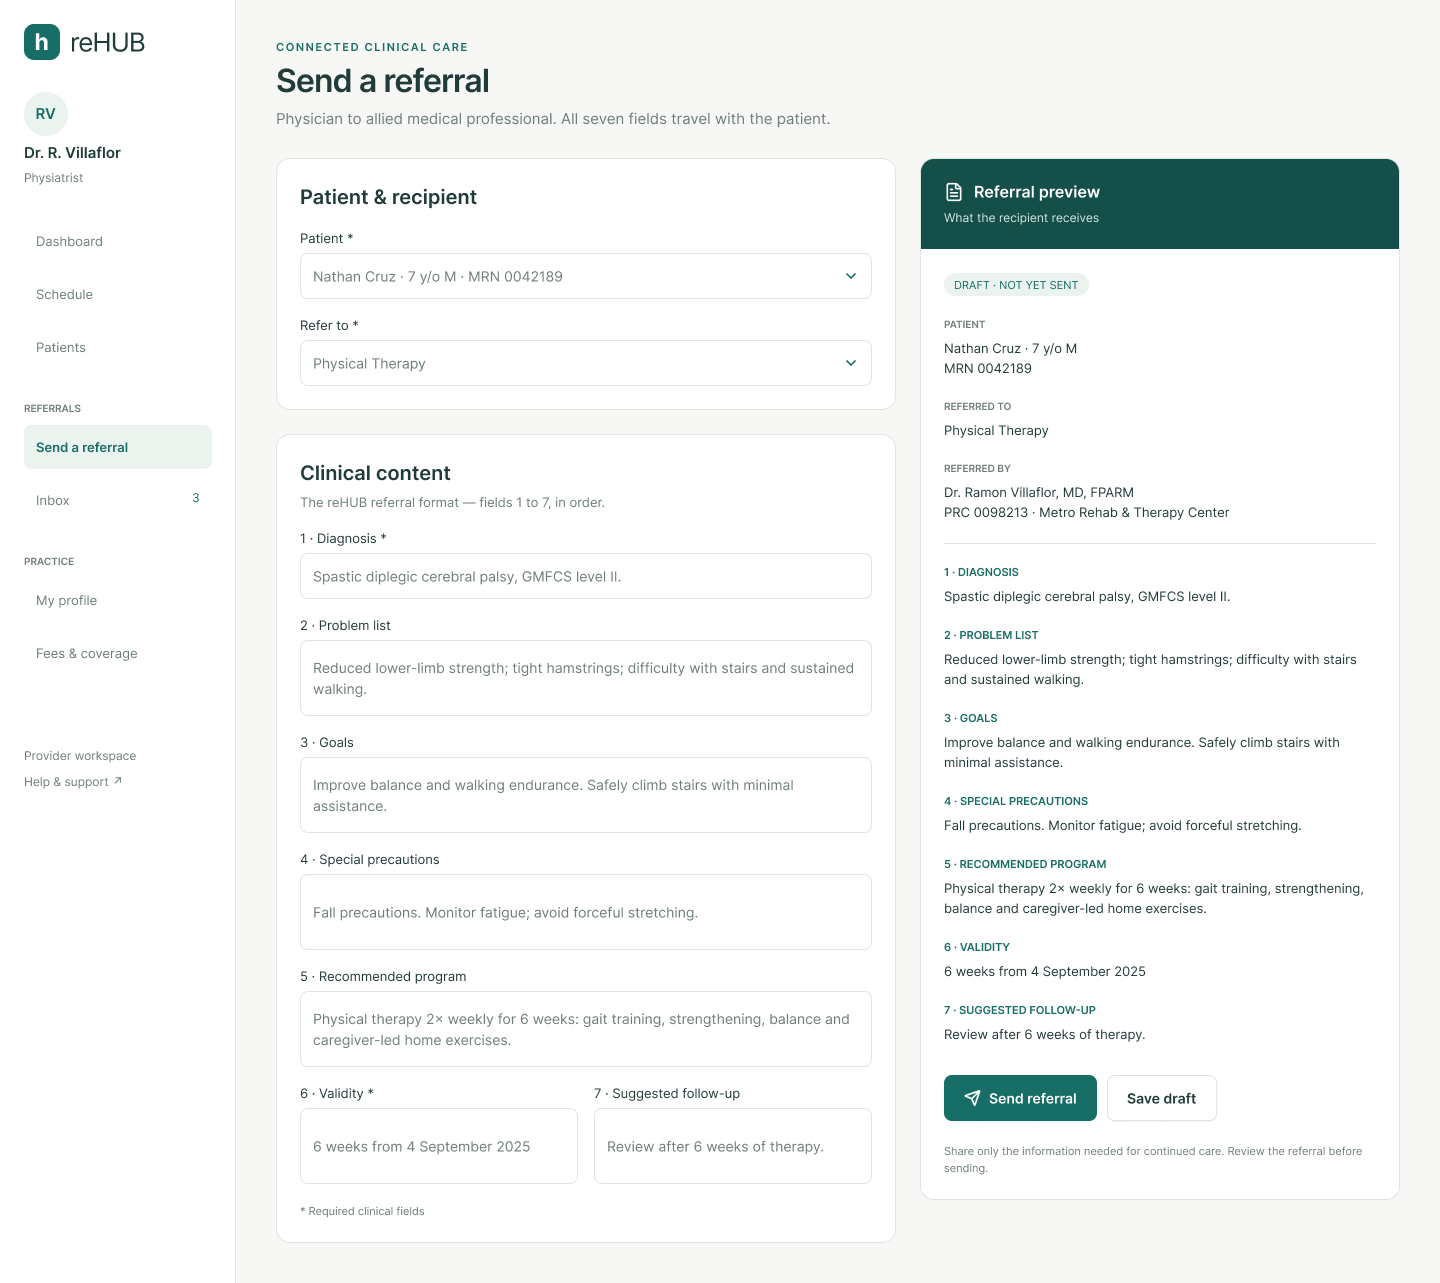 h reHUB
RV
Dr. R. Villaflor
Physiatrist
Dashboard
Schedule
Patients
REFERRALS
Send a referral
Inbox 3
PRACTICE
My profile
Fees & coverage
Provider workspace
Help & support ↗
CONNECTED CLINICAL CARE
Send a referral
Physician to allied medical professional. All seven fields travel with the patient.
Patient & recipient
Patient *
Nathan Cruz · 7 y/o M · MRN 0042189
Refer to *
Physical Therapy
Clinical content
The reHUB referral format — fields 1 to 7, in order.
1 · Diagnosis *
Spastic diplegic cerebral palsy, GMFCS level II.
2 · Problem list
Reduced lower-limb strength; tight hamstrings; difficulty with stairs and sustained
walking.
3 · Goals
Improve balance and walking endurance. Safely climb stairs with minimal
assistance.
4 · Special precautions
Fall precautions. Monitor fatigue; avoid forceful stretching.
5 · Recommended program
Physical therapy 2× weekly for 6 weeks: gait training, strengthening, balance and
caregiver-led home exercises.
6 · Validity *
6 weeks from 4 September 2025
7 · Suggested follow-up
Review after 6 weeks of therapy.
* Required clinical fields
Referral preview
What the recipient receives
DRAFT · NOT YET SENT
PATIENT
Nathan Cruz · 7 y/o M
MRN 0042189
REFERRED TO
Physical Therapy
REFERRED BY
Dr. Ramon Villaflor, MD, FPARM
PRC 0098213 · Metro Rehab & Therapy Center
1 · DIAGNOSIS
Spastic diplegic cerebral palsy, GMFCS level II.
2 · PROBLEM LIST
Reduced lower-limb strength; tight hamstrings; difficulty with stairs
and sustained walking.
3 · GOALS
Improve balance and walking endurance. Safely climb stairs with
minimal assistance.
4 · SPECIAL PRECAUTIONS
Fall precautions. Monitor fatigue; avoid forceful stretching.
5 · RECOMMENDED PROGRAM
Physical therapy 2× weekly for 6 weeks: gait training, strengthening,
balance and caregiver-led home exercises.
6 · VALIDITY
6 weeks from 4 September 2025
7 · SUGGESTED FOLLOW-UP
Review after 6 weeks of therapy.
Send referral
Save draft
Share only the information needed for continued care. Review the referral before
sending.